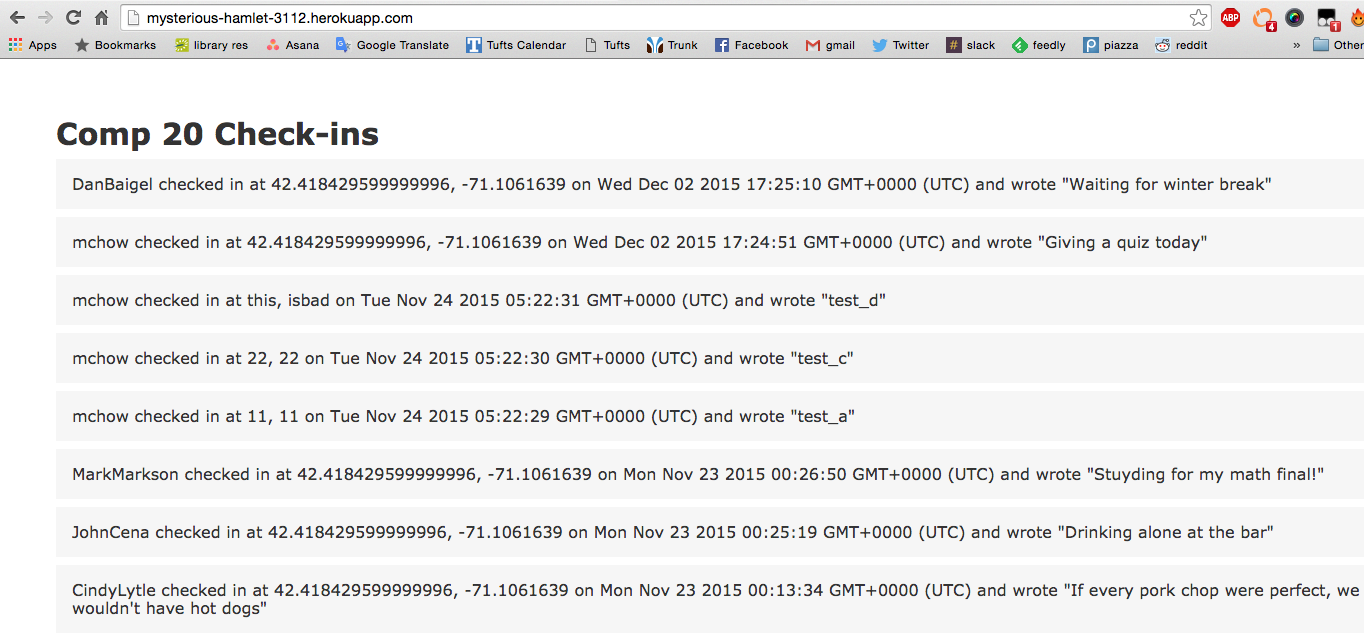 mysterious-hamlet-3112.herokuapp.com
ABP
4
1
Apps Bookmarks library res Asana Google Translate Tufts Calendar Tufts Trunk Facebook gmail Twitter slack feedly piazza reddit » Other
Comp 20 Check-ins
DanBaigel checked in at 42.418429599999996, -71.1061639 on Wed Dec 02 2015 17:25:10 GMT+0000 (UTC) and wrote "Waiting for winter break"
mchow checked in at 42.418429599999996, -71.1061639 on Wed Dec 02 2015 17:24:51 GMT+0000 (UTC) and wrote "Giving a quiz today"
mchow checked in at this, isbad on Tue Nov 24 2015 05:22:31 GMT+0000 (UTC) and wrote "test_d"
mchow checked in at 22, 22 on Tue Nov 24 2015 05:22:30 GMT+0000 (UTC) and wrote "test_c"
mchow checked in at 11, 11 on Tue Nov 24 2015 05:22:29 GMT+0000 (UTC) and wrote "test_a"
MarkMarkson checked in at 42.418429599999996, -71.1061639 on Mon Nov 23 2015 00:26:50 GMT+0000 (UTC) and wrote "Stuyding for my math final!"
JohnCena checked in at 42.418429599999996, -71.1061639 on Mon Nov 23 2015 00:25:19 GMT+0000 (UTC) and wrote "Drinking alone at the bar"
CindyLytle checked in at 42.418429599999996, -71.1061639 on Mon Nov 23 2015 00:13:34 GMT+0000 (UTC) and wrote "If every pork chop were perfect, we
wouldn't have hot dogs"